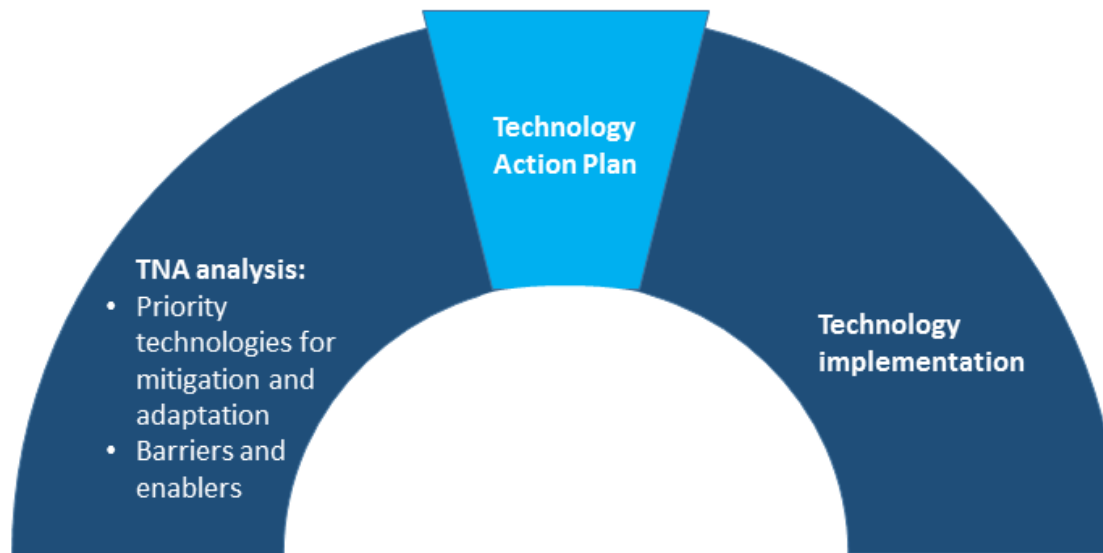 Technology
Action Plan
TNA analysis:
• Priority
technologies for
mitigation and
adaptation
• Barriers and
enablers
Technology
implementation